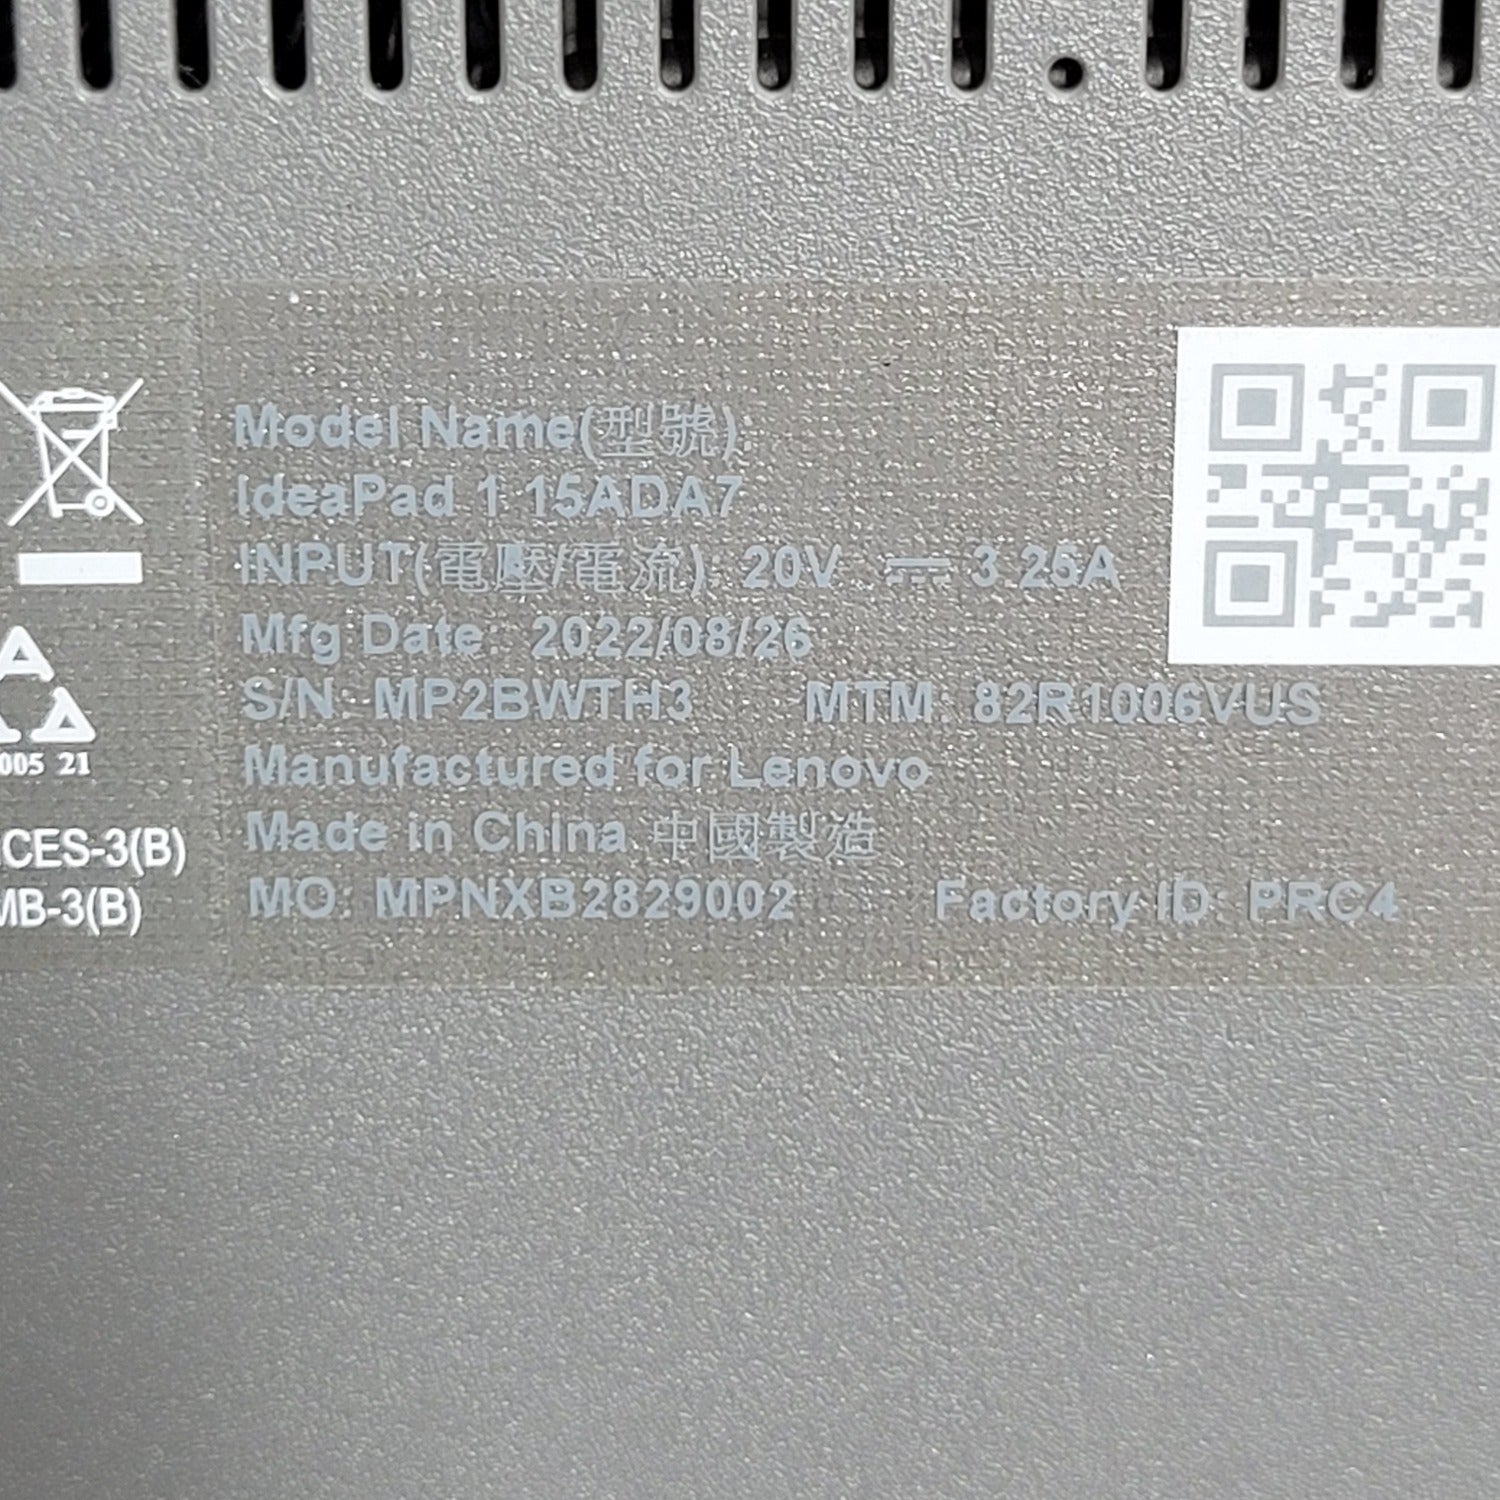 Model Name(型號)
IdeaPad 1 15ADA7
INPUT(電壓/電流): 20V ⎓ 3.25A
Mfg Date: 2022/08/26
S/N: MP2BWTH3 MTM: 82R1006VUS
Manufactured for Lenovo
Made in China 中國製造
MO: MPNXB2829002 Factory ID: PRC4
005 21
CES-3(B)
MB-3(B)